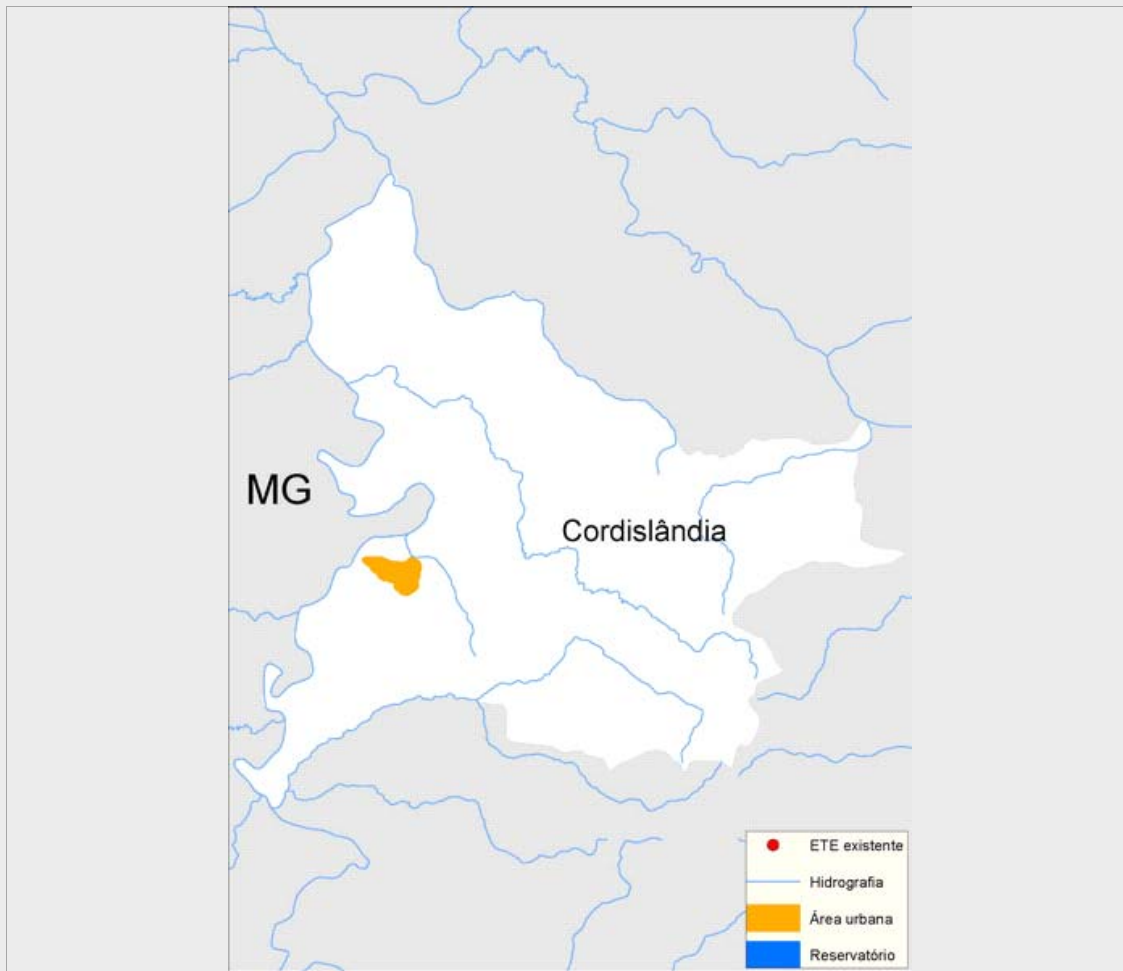 MG
Cordislândia
ETE existente
Hidrografia
Área urbana
Reservatório